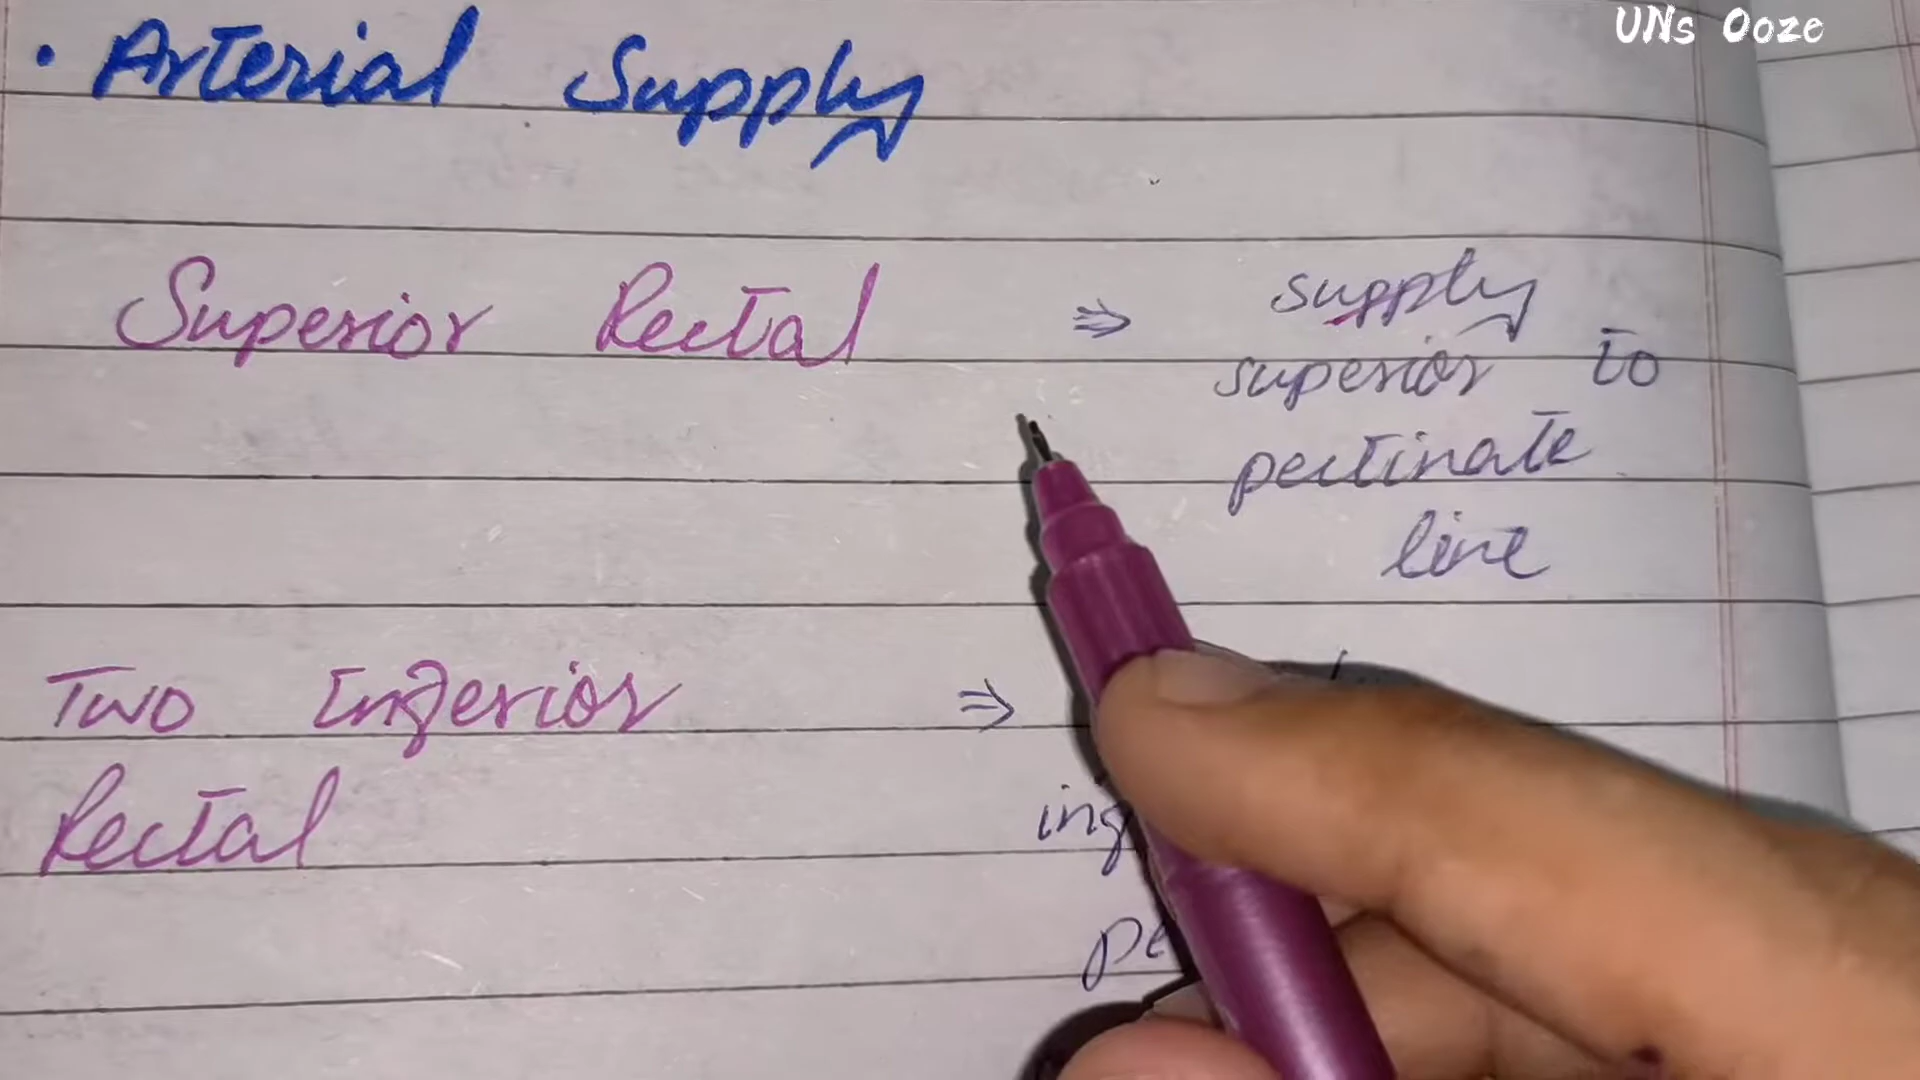 UNs Ooze
• Arterial Supply
Superior Rectal ⇒ supply
superior to
pectinate
line
Two Inferior ⇒
Rectal